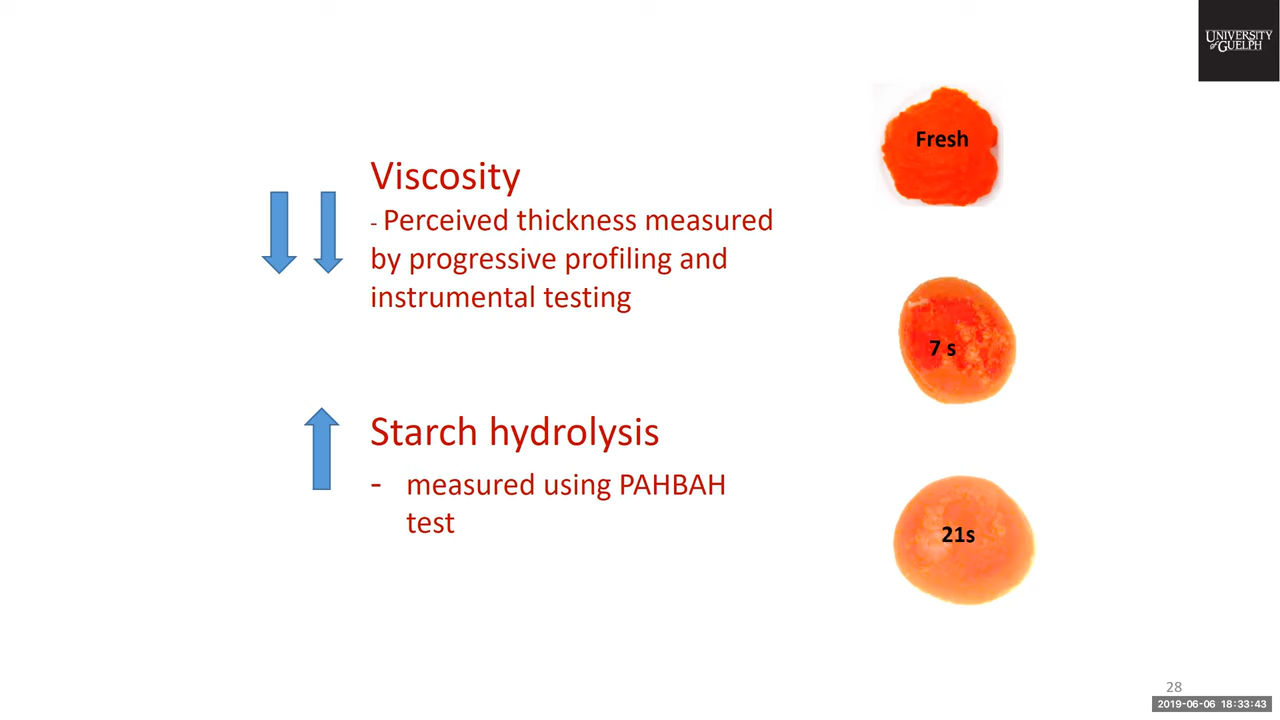 UNIVERSITY
of GUELPH
Fresh
Viscosity
- Perceived thickness measured
by progressive profiling and
instrumental testing
7 s
Starch hydrolysis
- measured using PAHBAH
test
21s
28
2019-06-06 18:33:43